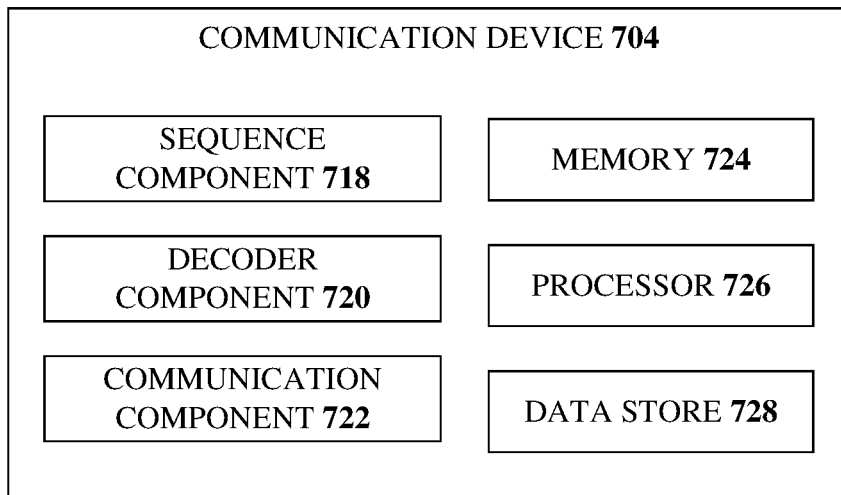 COMMUNICATION DEVICE 704
SEQUENCE
COMPONENT 718
DECODER
COMPONENT 720
COMMUNICATION
COMPONENT 722
MEMORY 724
PROCESSOR 726
DATA STORE 728